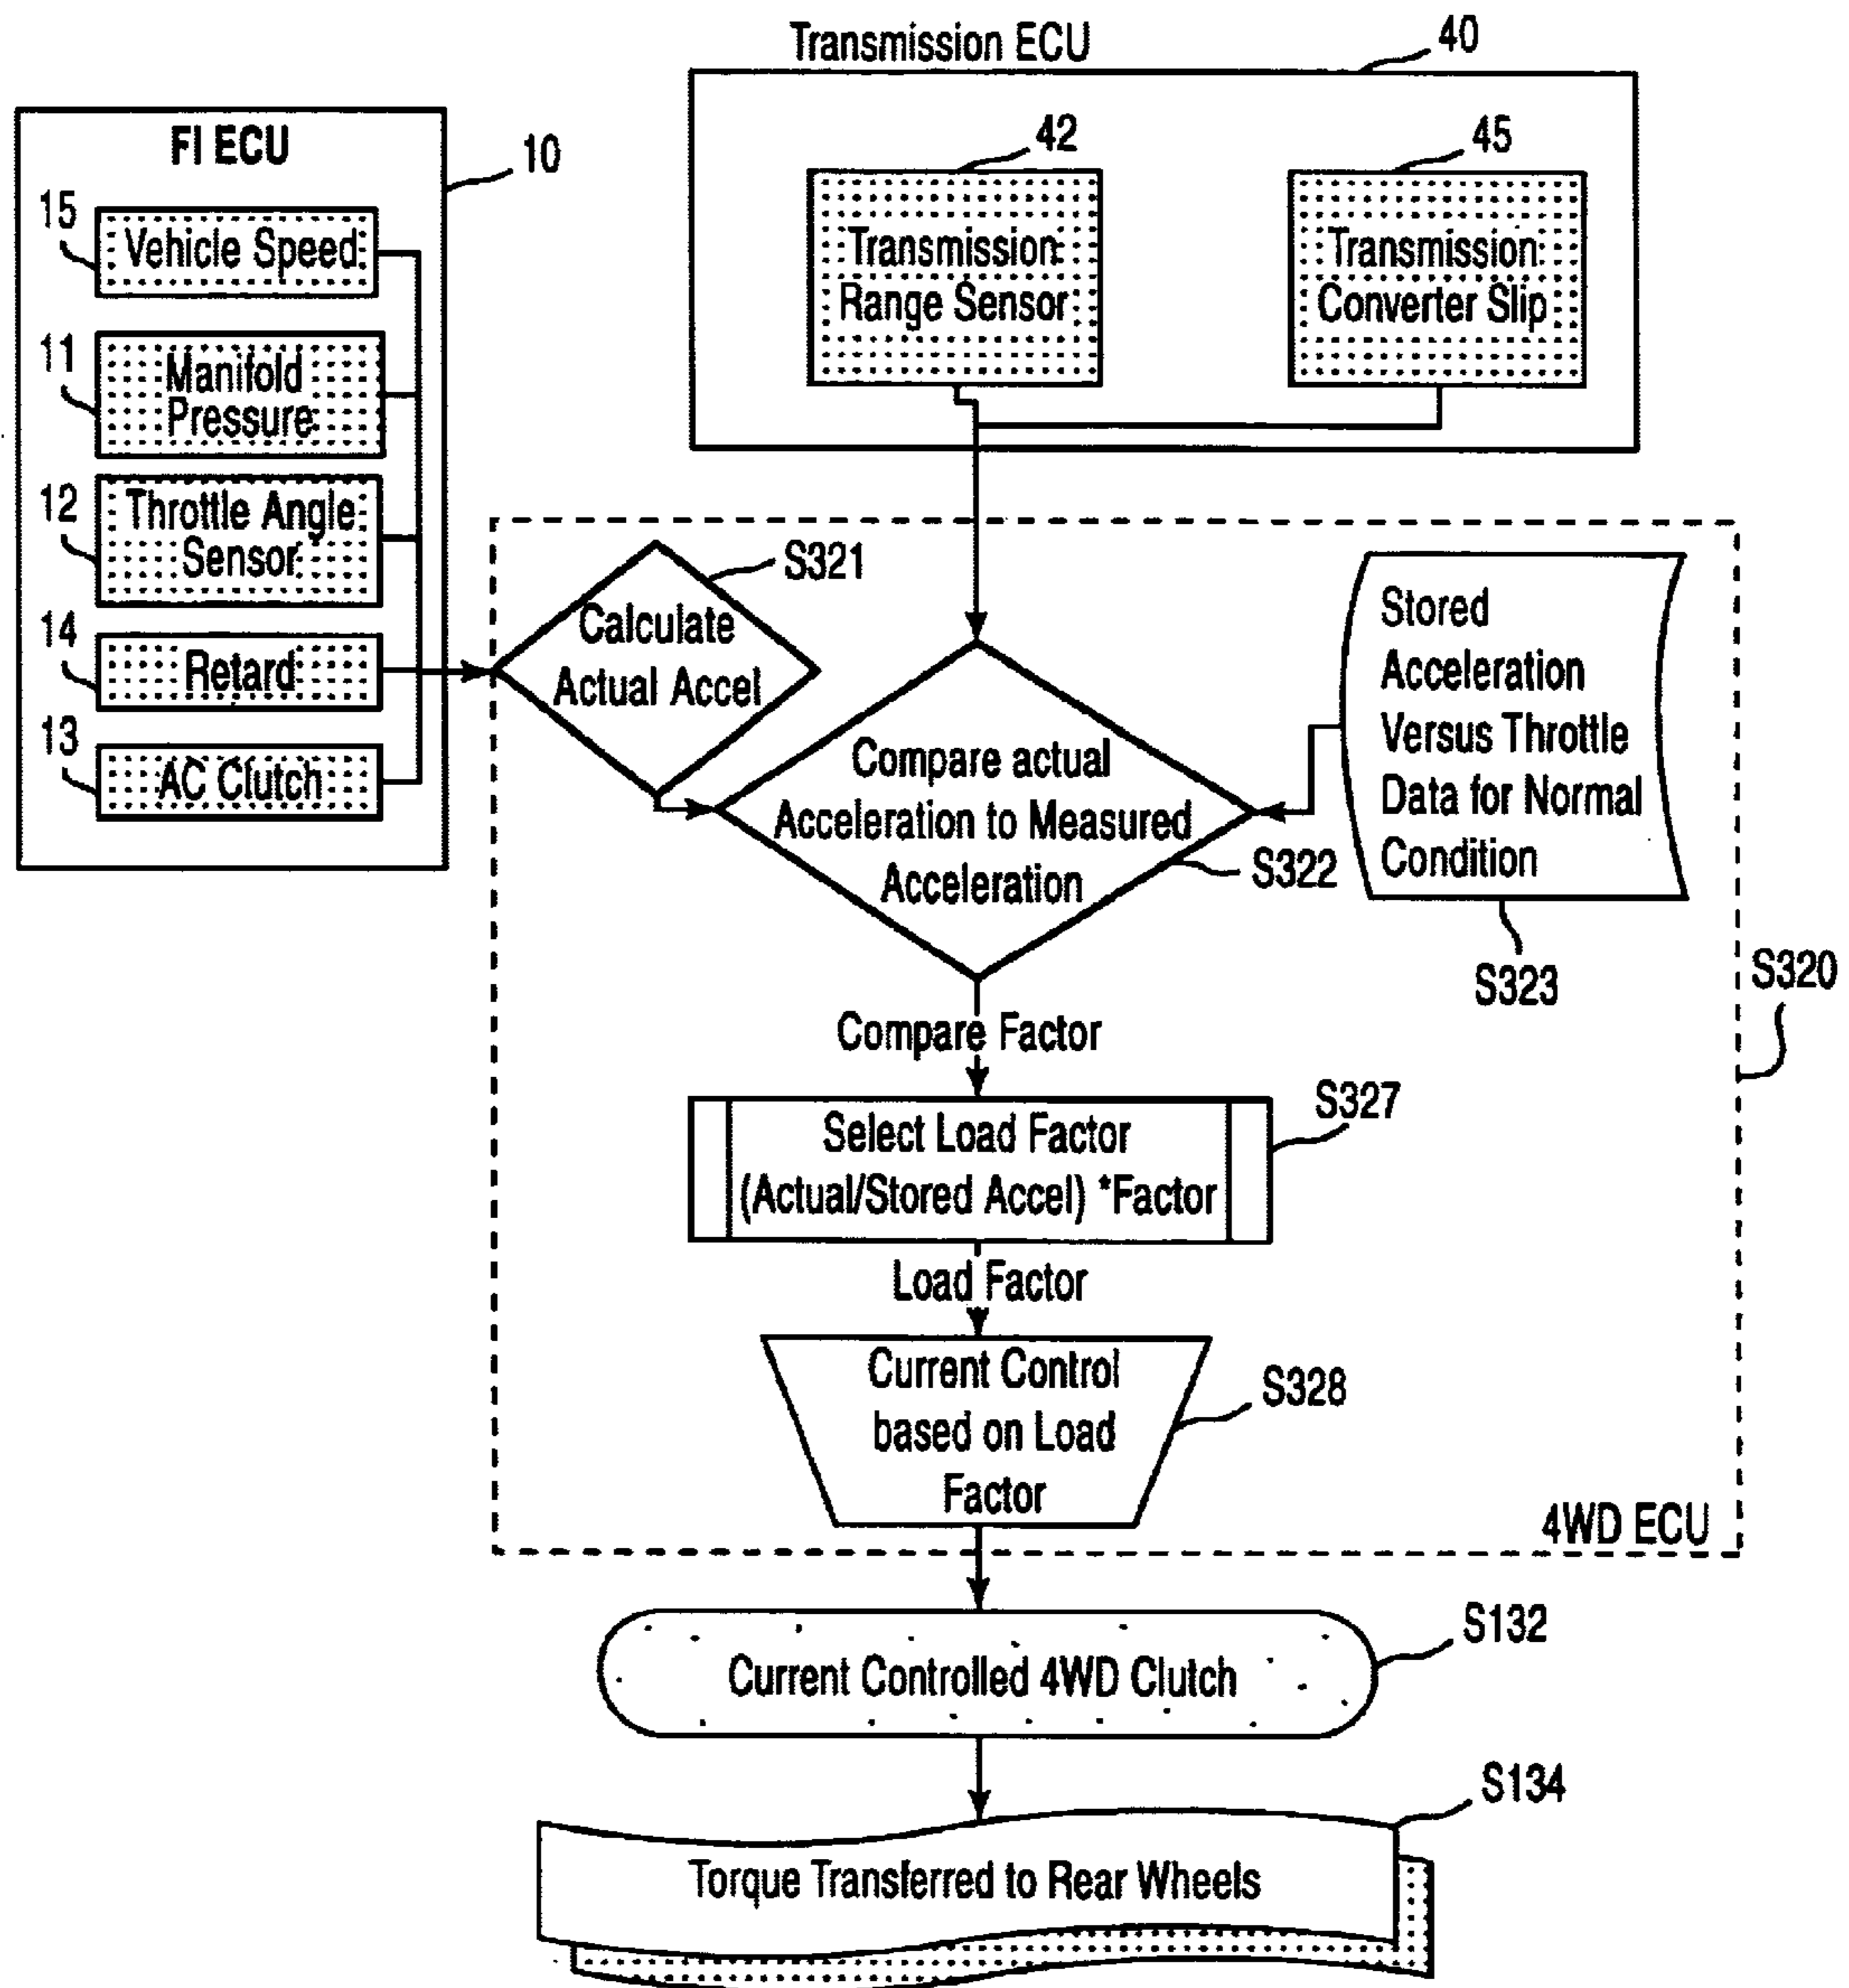 Transmission ECU
40
FI ECU
10
42
45
15
Vehicle Speed
Transmission
Range Sensor
Transmission
Converter Slip
11
Manifold
Pressure
12
Throttle Angle
Sensor
14
Retard
13
AC Clutch
S321
Calculate
Actual Accel
Stored
Acceleration
Versus Throttle
Data for Normal
Condition
Compare actual
Acceleration to Measured
Acceleration
S322
S323
S320
Compare Factor
S327
Select Load Factor
(Actual/Stored Accel) *Factor
Load Factor
Current Control
based on Load
Factor
S328
4WD ECU
S132
Current Controlled 4WD Clutch
S134
Torque Transferred to Rear Wheels